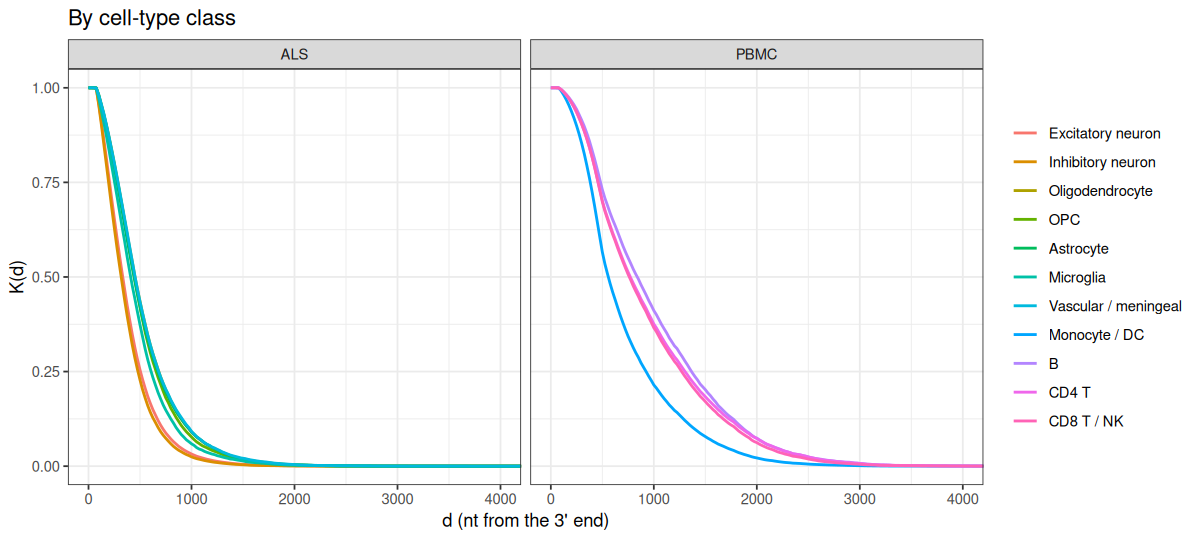 By cell-type class
ALS
PBMC
1.00
0.75
0.50
0.25
0.00
K(d)
0 1000 2000 3000 4000
0 1000 2000 3000 4000
d (nt from the 3' end)
Excitatory neuron
Inhibitory neuron
Oligodendrocyte
OPC
Astrocyte
Microglia
Vascular / meningeal
Monocyte / DC
B
CD4 T
CD8 T / NK